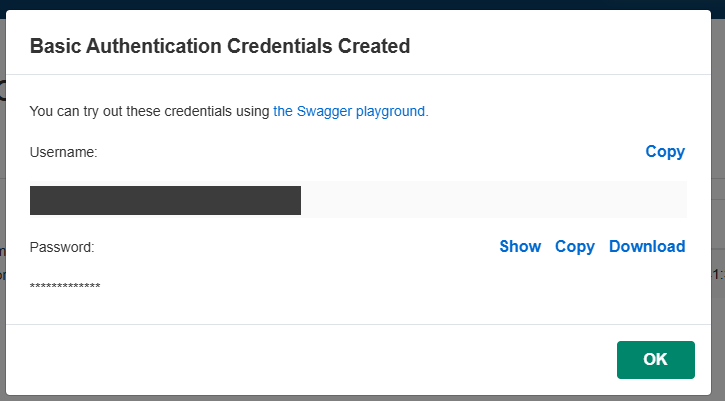 Basic Authentication Credentials Created
You can try out these credentials using the Swagger playground.
Username: Copy
Password: Show Copy Download
*************
OK